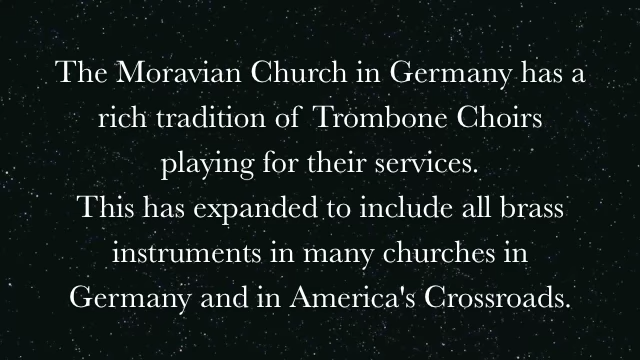 The Moravian Church in Germany has a
rich tradition of Trombone Choirs
playing for their services.
This has expanded to include all brass
instruments in many churches in
Germany and in America's Crossroads.